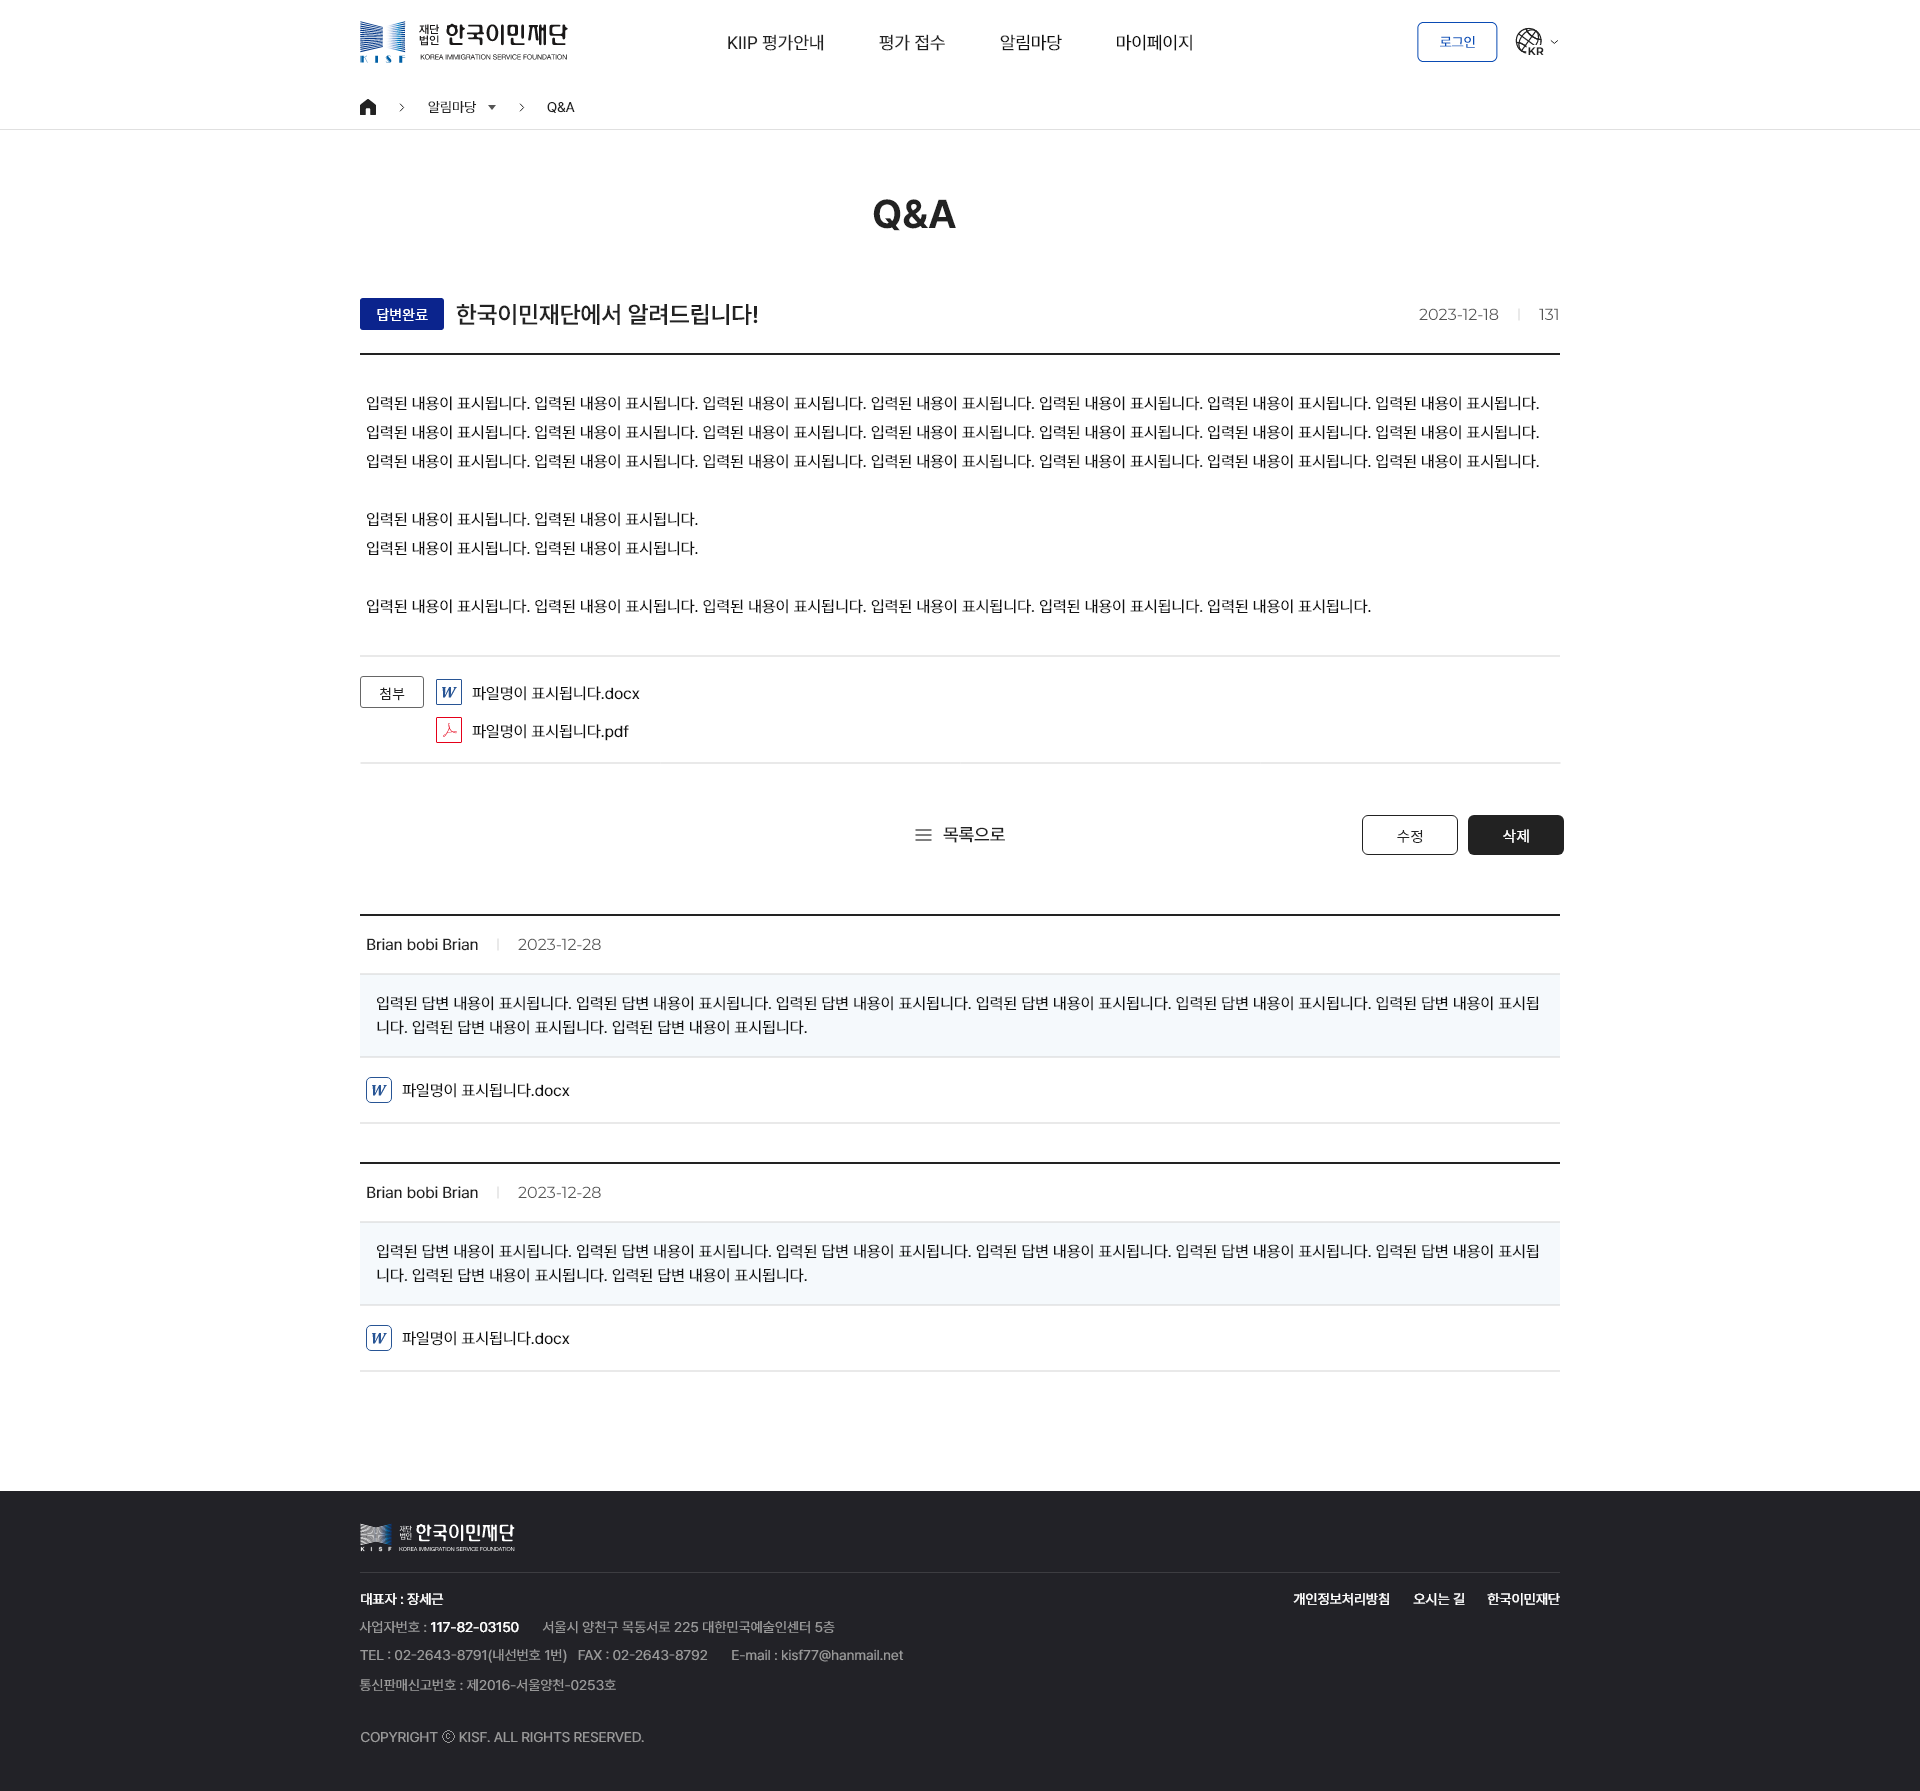 재단법인 한국이민재단
KOREA IMMIGRATION SERVICE FOUNDATION
KISF
KIIP 평가안내 평가 접수 알림마당 마이페이지
로그인 KR
알림마당 Q&A
Q&A
답변완료 한국이민재단에서 알려드립니다! 2023-12-18 131
입력된 내용이 표시됩니다. 입력된 내용이 표시됩니다. 입력된 내용이 표시됩니다. 입력된 내용이 표시됩니다. 입력된 내용이 표시됩니다. 입력된 내용이 표시됩니다. 입력된 내용이 표시됩니다.
입력된 내용이 표시됩니다. 입력된 내용이 표시됩니다. 입력된 내용이 표시됩니다. 입력된 내용이 표시됩니다. 입력된 내용이 표시됩니다. 입력된 내용이 표시됩니다. 입력된 내용이 표시됩니다.
입력된 내용이 표시됩니다. 입력된 내용이 표시됩니다. 입력된 내용이 표시됩니다. 입력된 내용이 표시됩니다. 입력된 내용이 표시됩니다. 입력된 내용이 표시됩니다. 입력된 내용이 표시됩니다.
입력된 내용이 표시됩니다. 입력된 내용이 표시됩니다.
입력된 내용이 표시됩니다. 입력된 내용이 표시됩니다.
입력된 내용이 표시됩니다. 입력된 내용이 표시됩니다. 입력된 내용이 표시됩니다. 입력된 내용이 표시됩니다. 입력된 내용이 표시됩니다. 입력된 내용이 표시됩니다.
첨부 W 파일명이 표시됩니다.docx
파일명이 표시됩니다.pdf
목록으로 수정 삭제
Brian bobi Brian 2023-12-28
입력된 답변 내용이 표시됩니다. 입력된 답변 내용이 표시됩니다. 입력된 답변 내용이 표시됩니다. 입력된 답변 내용이 표시됩니다. 입력된 답변 내용이 표시됩니다. 입력된 답변 내용이 표시됩
니다. 입력된 답변 내용이 표시됩니다. 입력된 답변 내용이 표시됩니다.
W 파일명이 표시됩니다.docx
Brian bobi Brian 2023-12-28
입력된 답변 내용이 표시됩니다. 입력된 답변 내용이 표시됩니다. 입력된 답변 내용이 표시됩니다. 입력된 답변 내용이 표시됩니다. 입력된 답변 내용이 표시됩니다. 입력된 답변 내용이 표시됩
니다. 입력된 답변 내용이 표시됩니다. 입력된 답변 내용이 표시됩니다.
W 파일명이 표시됩니다.docx
재단법인 한국이민재단
KISF KOREA IMMIGRATION SERVICE FOUNDATION
대표자 : 장세근 개인정보처리방침 오시는 길 한국이민재단
사업자번호 : 117-82-03150 서울시 양천구 목동서로 225 대한민국예술인센터 5층
TEL : 02-2643-8791(내선번호 1번) FAX : 02-2643-8792 E-mail : kisf77@hanmail.net
통신판매신고번호 : 제2016-서울양천-0253호
COPYRIGHT ⓒ KISF. ALL RIGHTS RESERVED.